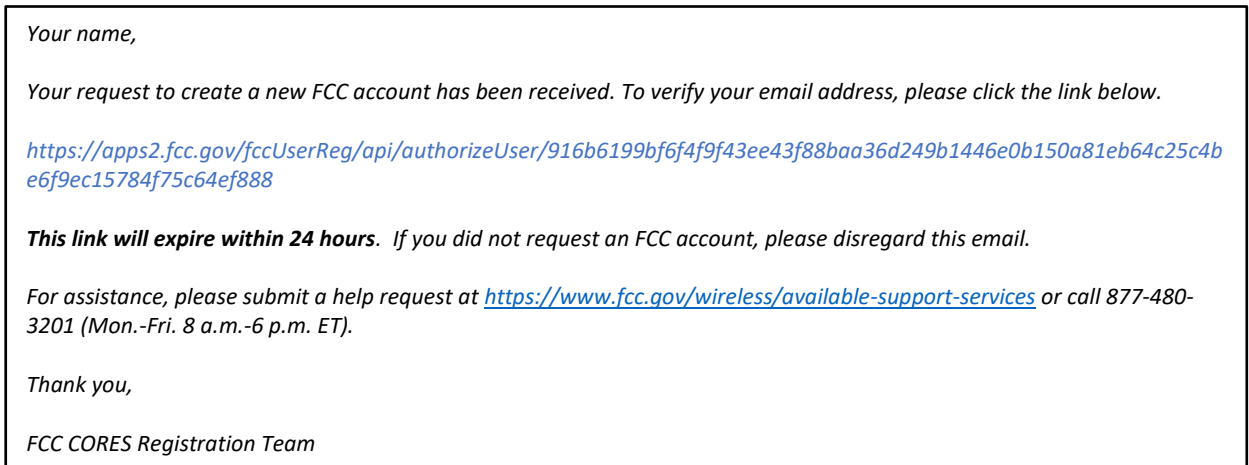 Your name,
Your request to create a new FCC account has been received. To verify your email address, please click the link below.
https://apps2.fcc.gov/fccUserReg/api/authorizeUser/916b6199bf6f4f9f43ee43f88baa36d249b1446e0b150a81eb64c25c4b
e6f9ec15784f75c64ef888
This link will expire within 24 hours.  If you did not request an FCC account, please disregard this email.
For assistance, please submit a help request at https://www.fcc.gov/wireless/available-support-services or call 877-480-
3201 (Mon.-Fri. 8 a.m.-6 p.m. ET).
Thank you,
FCC CORES Registration Team